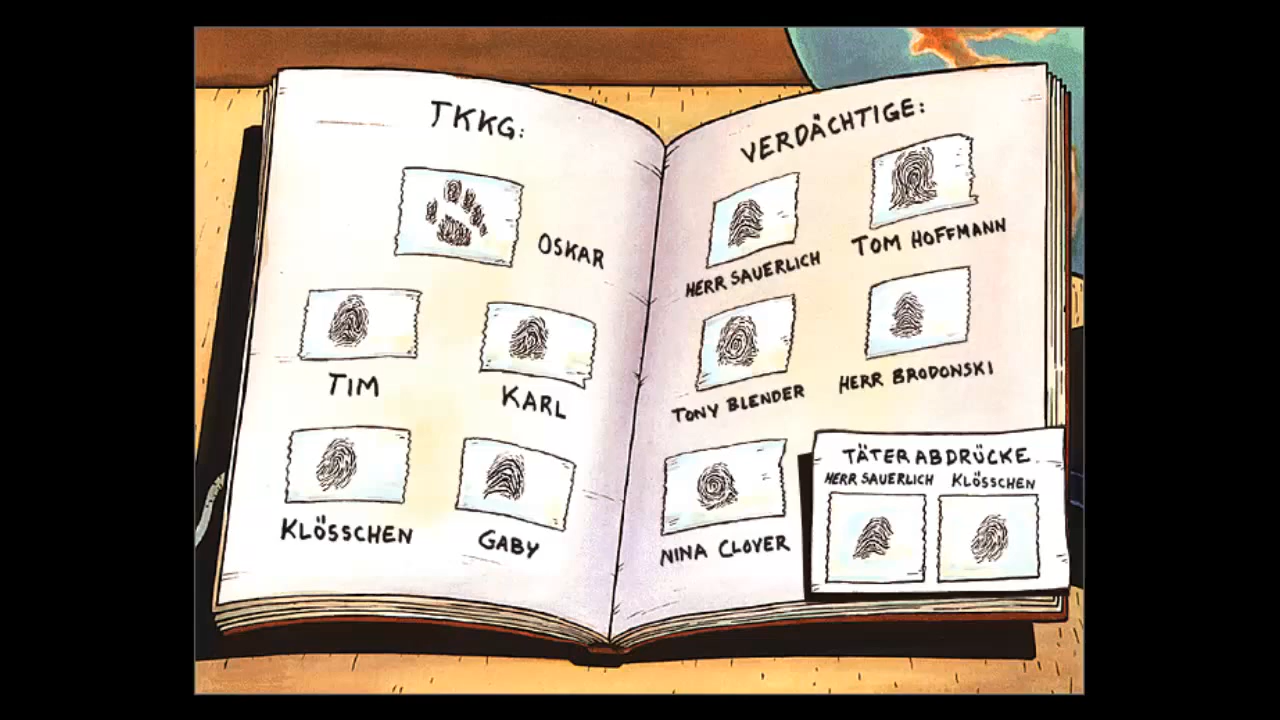 TKKG:
OSKAR
TIM
KARL
KLÖSSCHEN
GABY
VERDÄCHTIGE:
HERR SAUERLICH
TOM HOFFMANN
TONY BLENDER
HERR BRODONSKI
NINA CLOVER
TÄTERABDRÜCKE
HERR SAUERLICH
KLÖSSCHEN